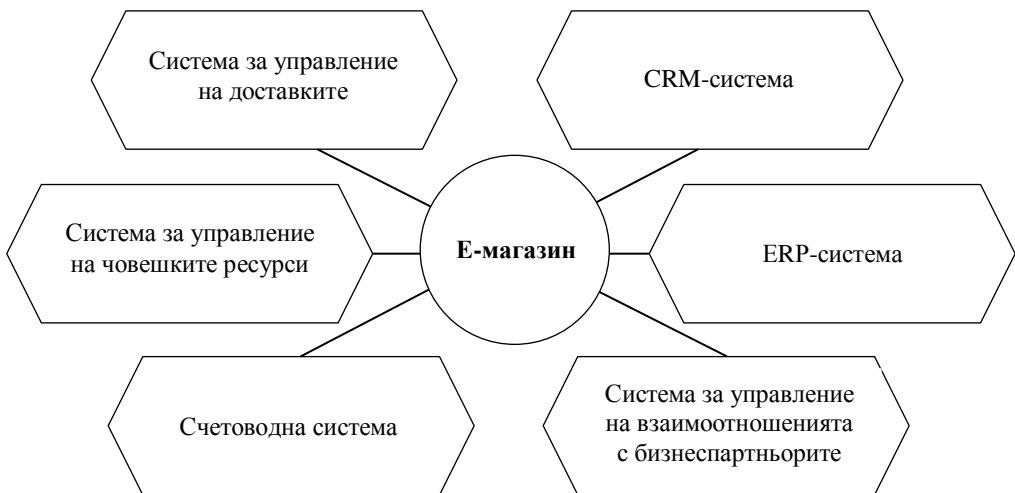 Система за управление
на доставките
CRM-система
Система за управление
на човешките ресурси
Е-магазин
ERP-система
Счетоводна система
Система за управление
на взаимоотношенията
с бизнеспартньорите